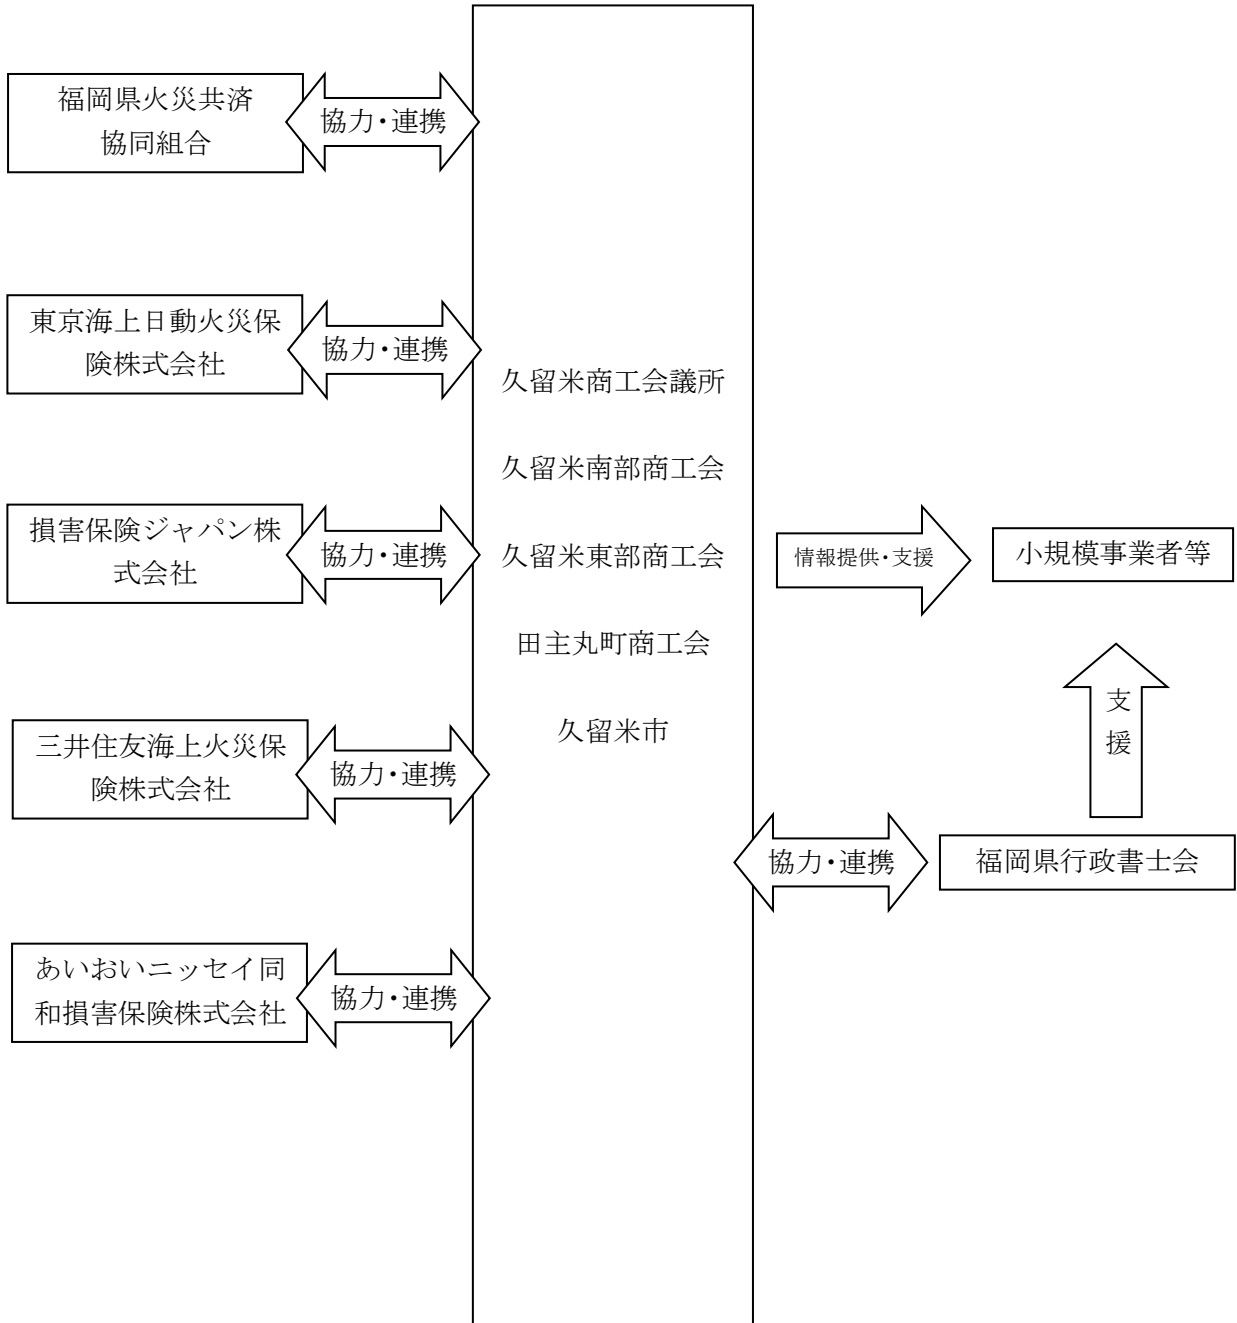 福岡県火災共済
協同組合
協力・連携
東京海上日動火災保
険株式会社
協力・連携
損害保険ジャパン株
式会社
協力・連携
三井住友海上火災保
険株式会社
協力・連携
あいおいニッセイ同
和損害保険株式会社
協力・連携
久留米商工会議所
久留米南部商工会
久留米東部商工会
田主丸町商工会
久留米市
情報提供・支援
小規模事業者等
支
援
協力・連携
福岡県行政書士会